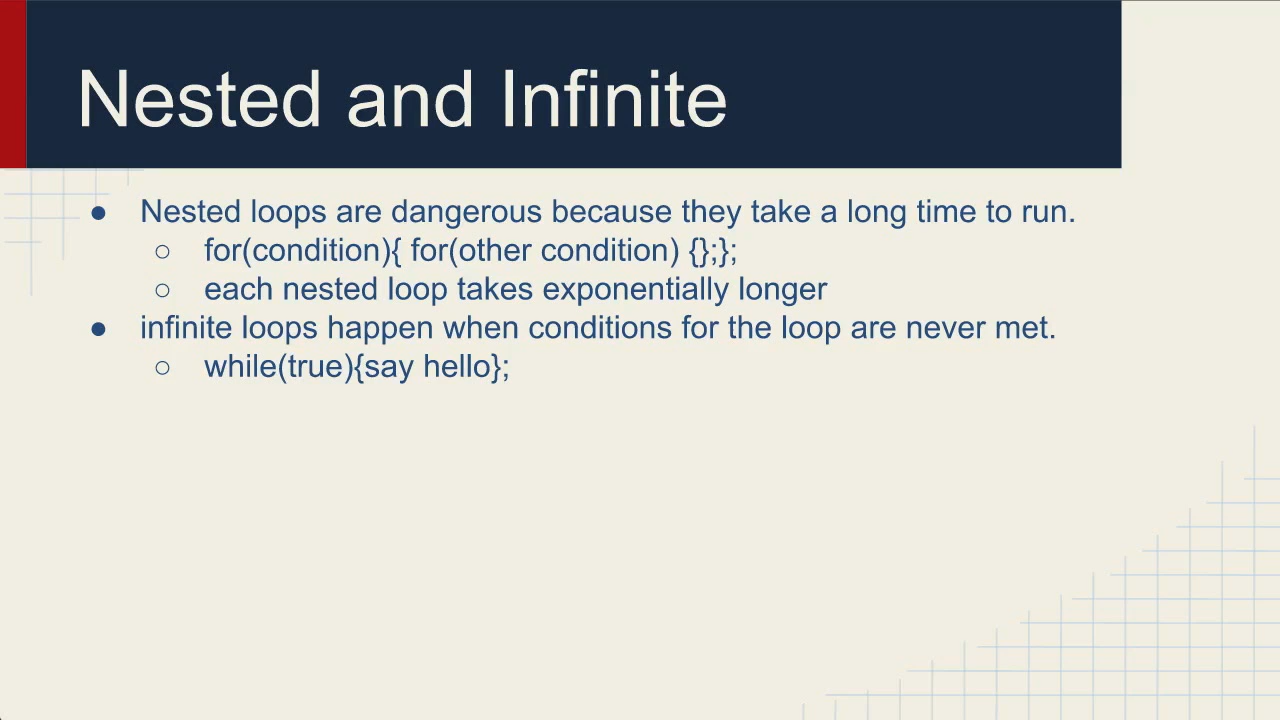 Nested and Infinite
● Nested loops are dangerous because they take a long time to run.
○ for(condition){ for(other condition) {};};
○ each nested loop takes exponentially longer
● infinite loops happen when conditions for the loop are never met.
○ while(true){say hello};